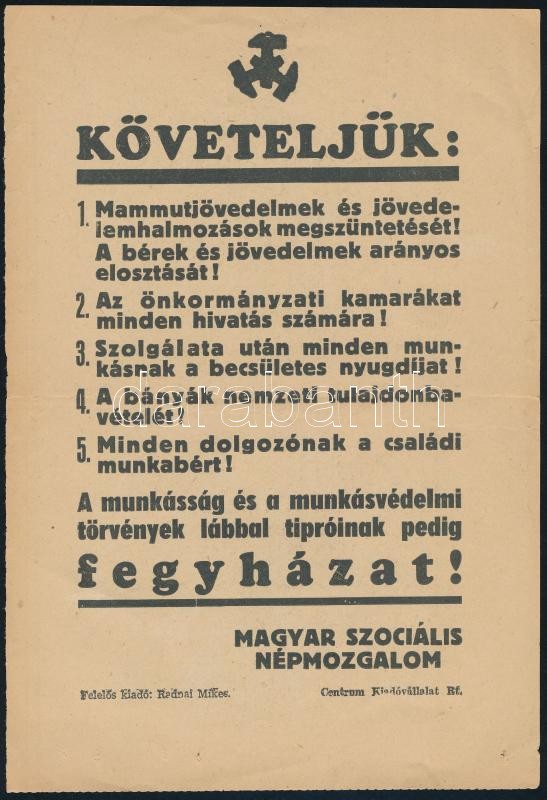 KÖVETELJÜK:
1. Mammutjövedelmek és jövede-
lemhalmozások megszüntetését!
A bérek és jövedelmek arányos
elosztását!
2. Az önkormányzati kamarákat
minden hivatás számára!
3. Szolgálata után minden mun-
kásnak a becsületes nyugdíjat!
4. A bányák nemzeti tulajdonba-
vételét!
darabanth
5. Minden dolgozónak a családi
munkabért!
A munkásság és a munkásvédelmi
törvények lábbal tipróinak pedig
fegyházat!
MAGYAR SZOCIÁLIS
NÉPMOZGALOM
Felelős kiadó: Radnai Mikes. Centrum Kiadóvállalat Rt.